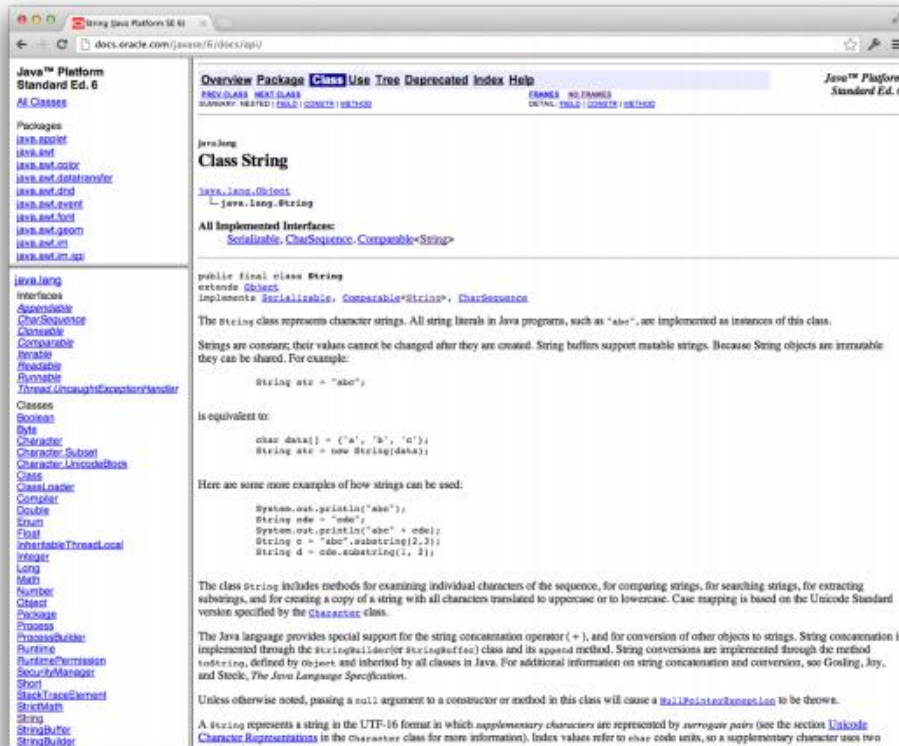 String (Java Platform SE 6)
docs.oracle.com/javase/6/docs/api/
Java™ Platform
Standard Ed. 6
All Classes
Packages
java.applet
java.awt
java.awt.color
java.awt.datatransfer
java.awt.dnd
java.awt.event
java.awt.font
java.awt.geom
java.awt.im
java.awt.im.spi
java.lang
Interfaces
Appendable
CharSequence
Cloneable
Comparable
Iterable
Readable
Runnable
Thread.UncaughtExceptionHandler
Classes
Boolean
Byte
Character
Character.Subset
Character.UnicodeBlock
Class
ClassLoader
Compiler
Double
Enum
Float
InheritableThreadLocal
Integer
Long
Math
Number
Object
Package
Process
ProcessBuilder
Runtime
RuntimePermission
SecurityManager
Short
StackTraceElement
StrictMath
String
StringBuffer
StringBuilder
Overview Package Class Use Tree Deprecated Index Help
Java™ Platform
Standard Ed. 6
PREV CLASS NEXT CLASS
FRAMES NO FRAMES
SUMMARY: NESTED | FIELD | CONSTR | METHOD
DETAIL: FIELD | CONSTR | METHOD
java.lang
Class String
java.lang.Object
java.lang.String
All Implemented Interfaces:
Serializable, CharSequence, Comparable<String>
public final class String
extends Object
implements Serializable, Comparable<String>, CharSequence
The String class represents character strings. All string literals in Java programs, such as "abc", are implemented as instances of this class.
Strings are constant; their values cannot be changed after they are created. String buffers support mutable strings. Because String objects are immutable
they can be shared. For example:
String str = "abc";
is equivalent to:
char data[] = {'a', 'b', 'c'};
String str = new String(data);
Here are some more examples of how strings can be used:
System.out.println("abc");
String cde = "cde";
System.out.println("abc" + cde);
String c = "abc".substring(2,3);
String d = cde.substring(1, 2);
The class String includes methods for examining individual characters of the sequence, for comparing strings, for searching strings, for extracting
substrings, and for creating a copy of a string with all characters translated to uppercase or to lowercase. Case mapping is based on the Unicode Standard
version specified by the Character class.
The Java language provides special support for the string concatenation operator ( + ), and for conversion of other objects to strings. String concatenation is
implemented through the StringBuilder(or StringBuffer) class and its append method. String conversions are implemented through the method
toString, defined by Object and inherited by all classes in Java. For additional information on string concatenation and conversion, see Gosling, Joy,
and Steele, The Java Language Specification.
Unless otherwise noted, passing a null argument to a constructor or method in this class will cause a NullPointerException to be thrown.
A String represents a string in the UTF-16 format in which supplementary characters are represented by surrogate pairs (see the section Unicode
Character Representations in the Character class for more information). Index values refer to char code units, so a supplementary character uses two